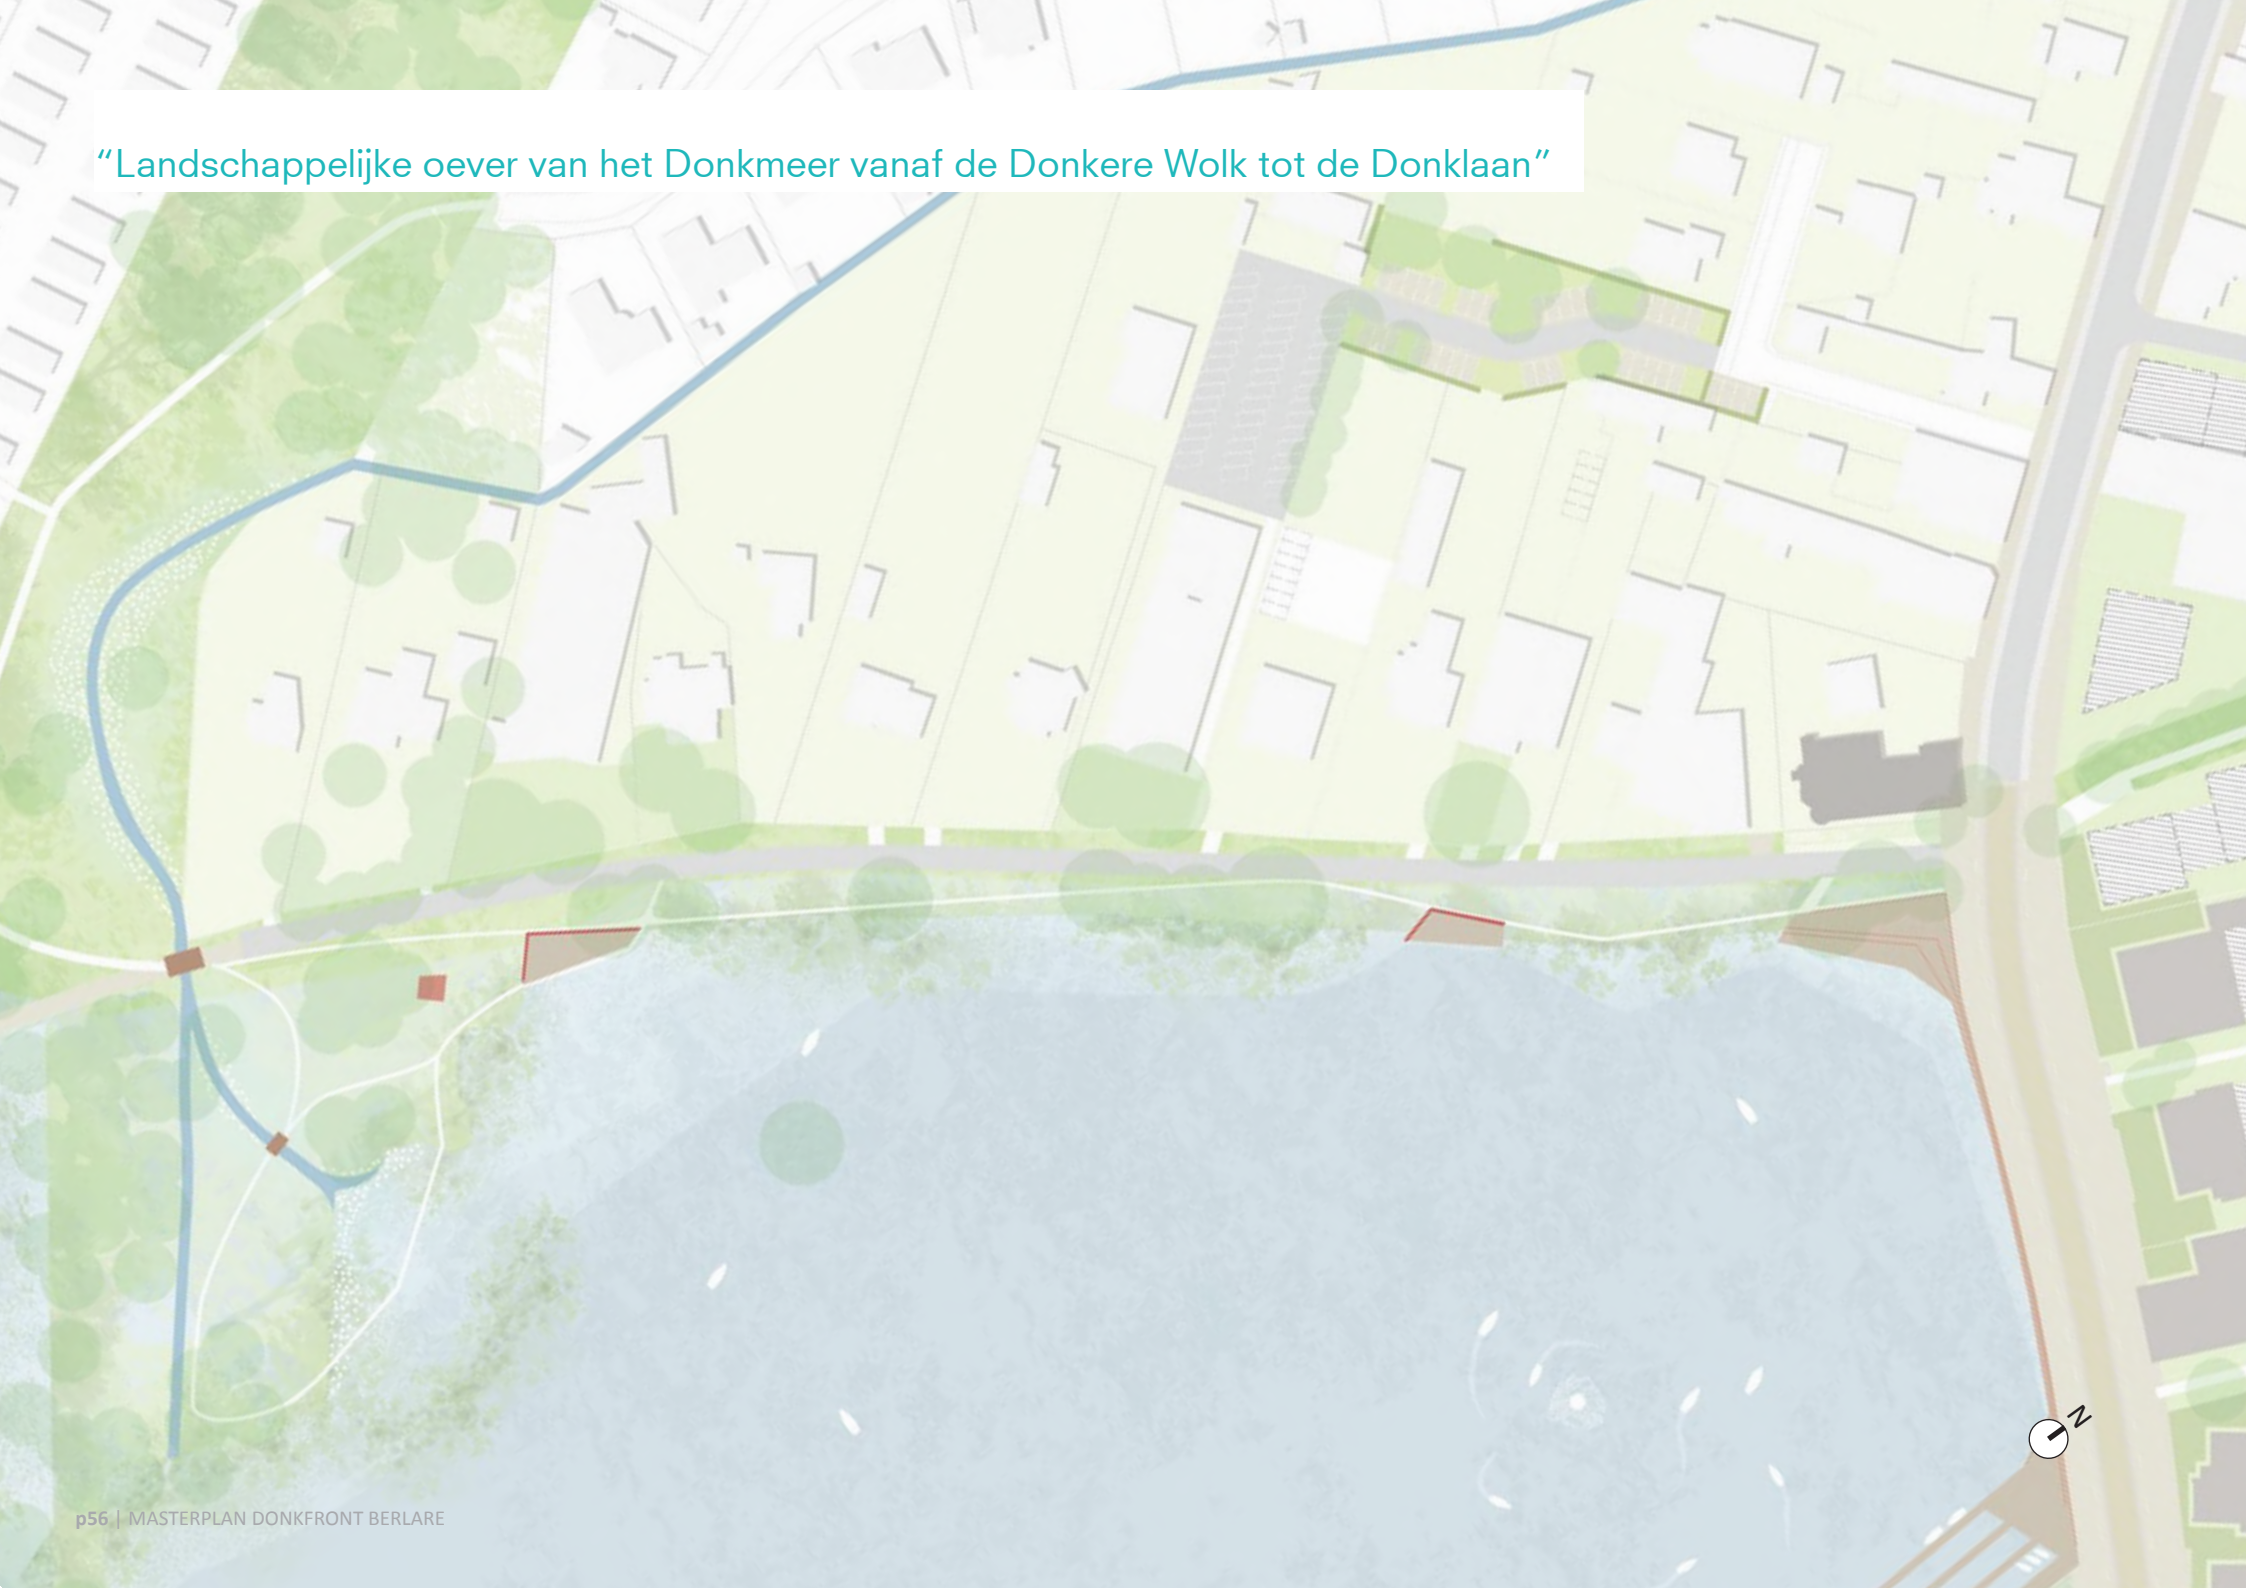 “Landschappelijke oever van het Donkmeer vanaf de Donkere Wolk tot de Donklaan”
N
p56 | MASTERPLAN DONKFRONT BERLARE